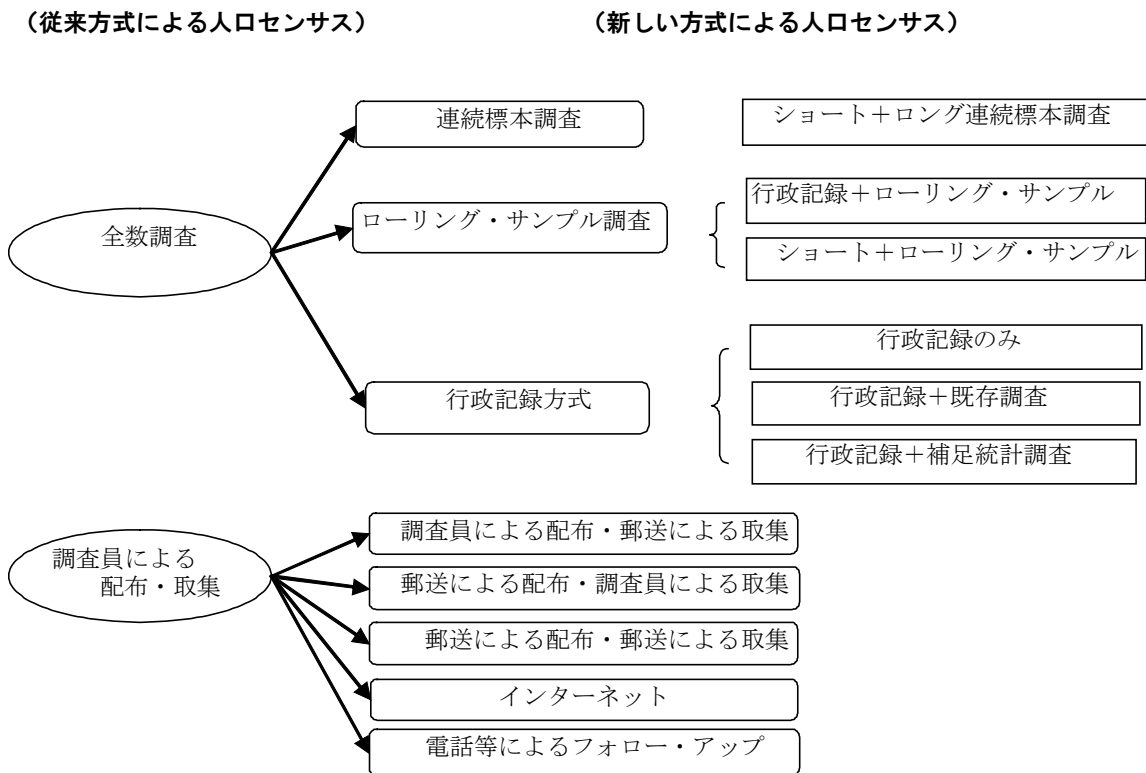 （従来方式による人口センサス）
（新しい方式による人口センサス）
連続標本調査
ショート＋ロング連続標本調査
全数調査
ローリング・サンプル調査
行政記録＋ローリング・サンプル
ショート＋ローリング・サンプル
行政記録方式
行政記録のみ
行政記録＋既存調査
行政記録＋補足統計調査
調査員による
配布・取集
調査員による配布・郵送による取集
郵送による配布・調査員による取集
郵送による配布・郵送による取集
インターネット
電話等によるフォロー・アップ